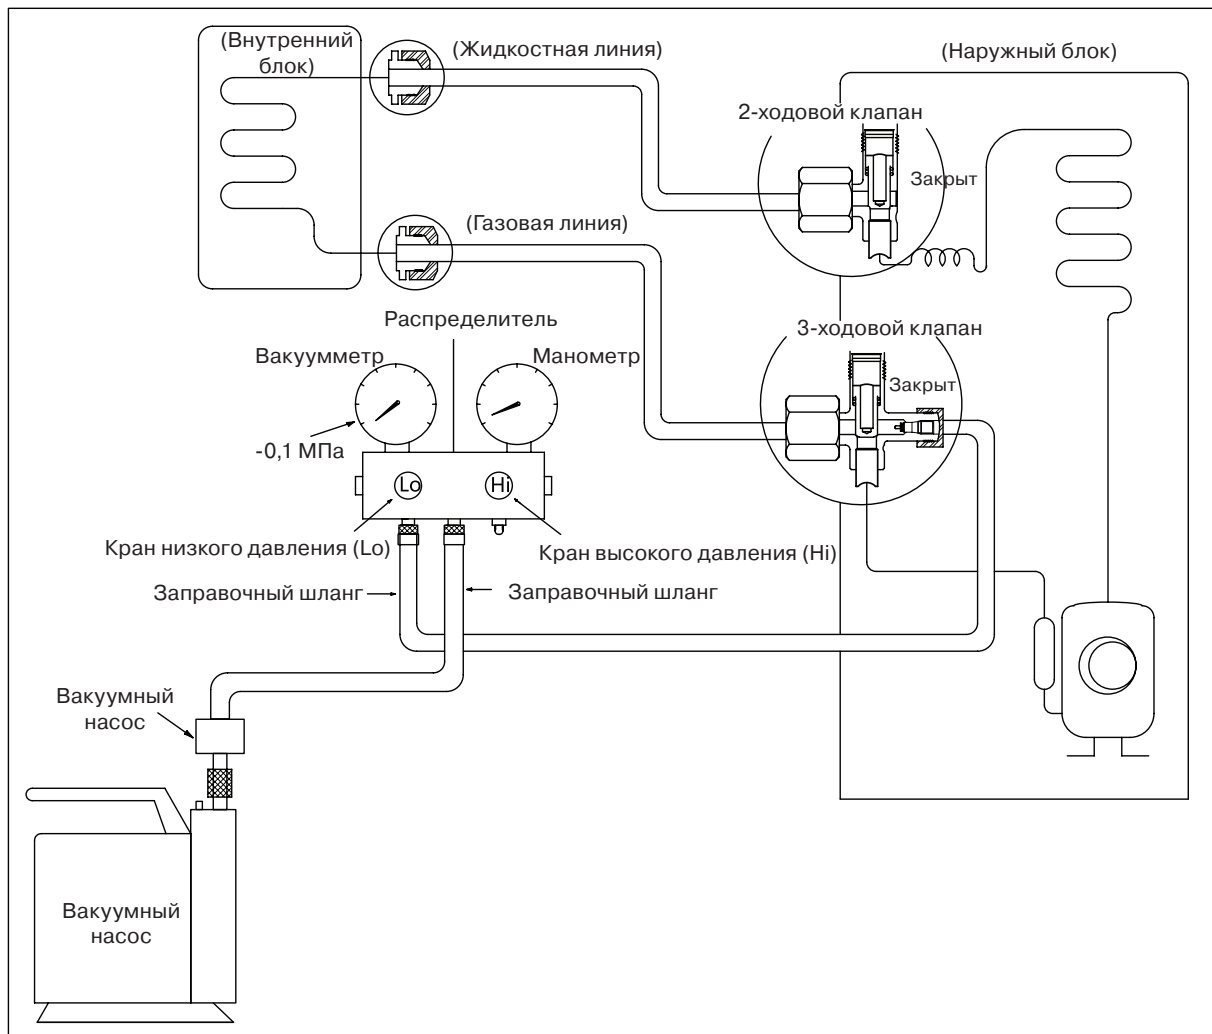 (Внутренний
блок)
(Жидкостная линия)
(Наружный блок)
2-ходовой клапан
Закрыт
(Газовая линия)
Распределитель
3-ходовой клапан
Вакуумметр
Манометр
Закрыт
-0,1 МПа
Lo
Hi
Кран низкого давления (Lo)
Кран высокого давления (Hi)
Заправочный шланг
Заправочный шланг
Вакуумный
насос
Вакуумный
насос